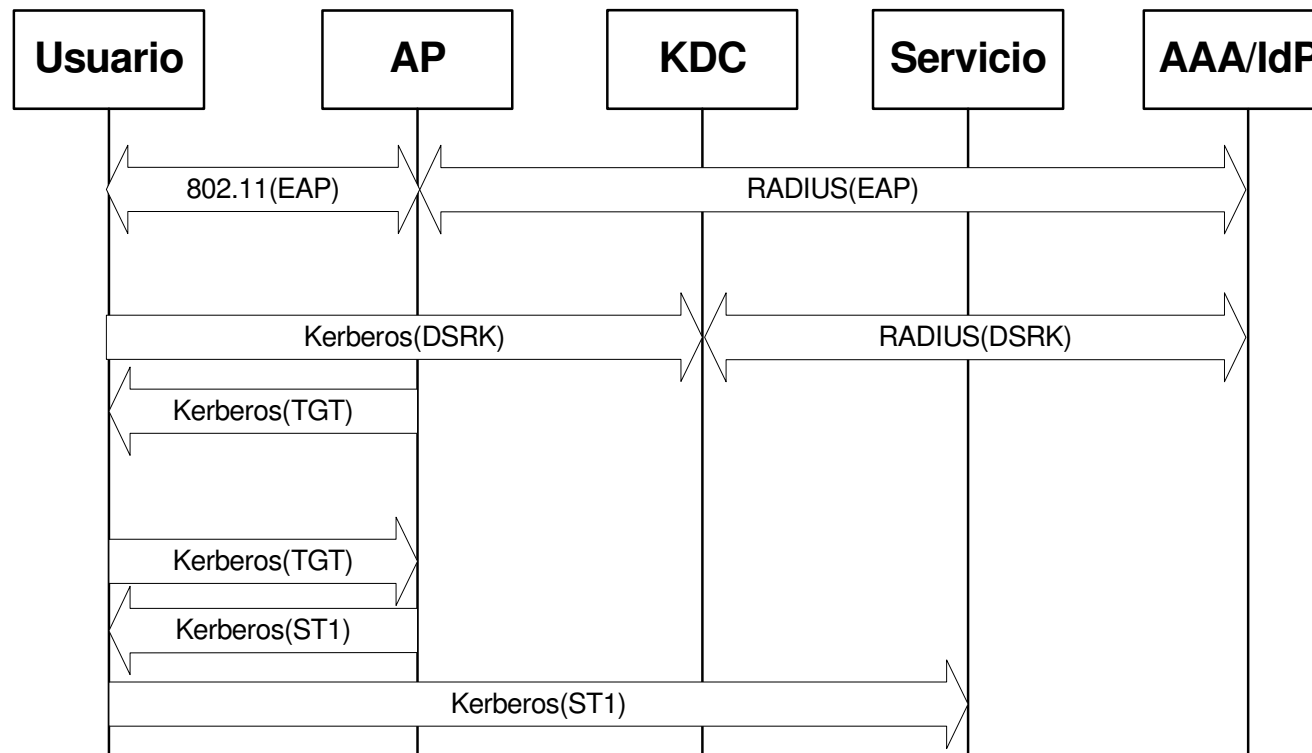 Usuario
AP
KDC
Servicio
AAA/IdP
802.11(EAP)
RADIUS(EAP)
Kerberos(DSRK)
RADIUS(DSRK)
Kerberos(TGT)
Kerberos(TGT)
Kerberos(ST1)
Kerberos(ST1)